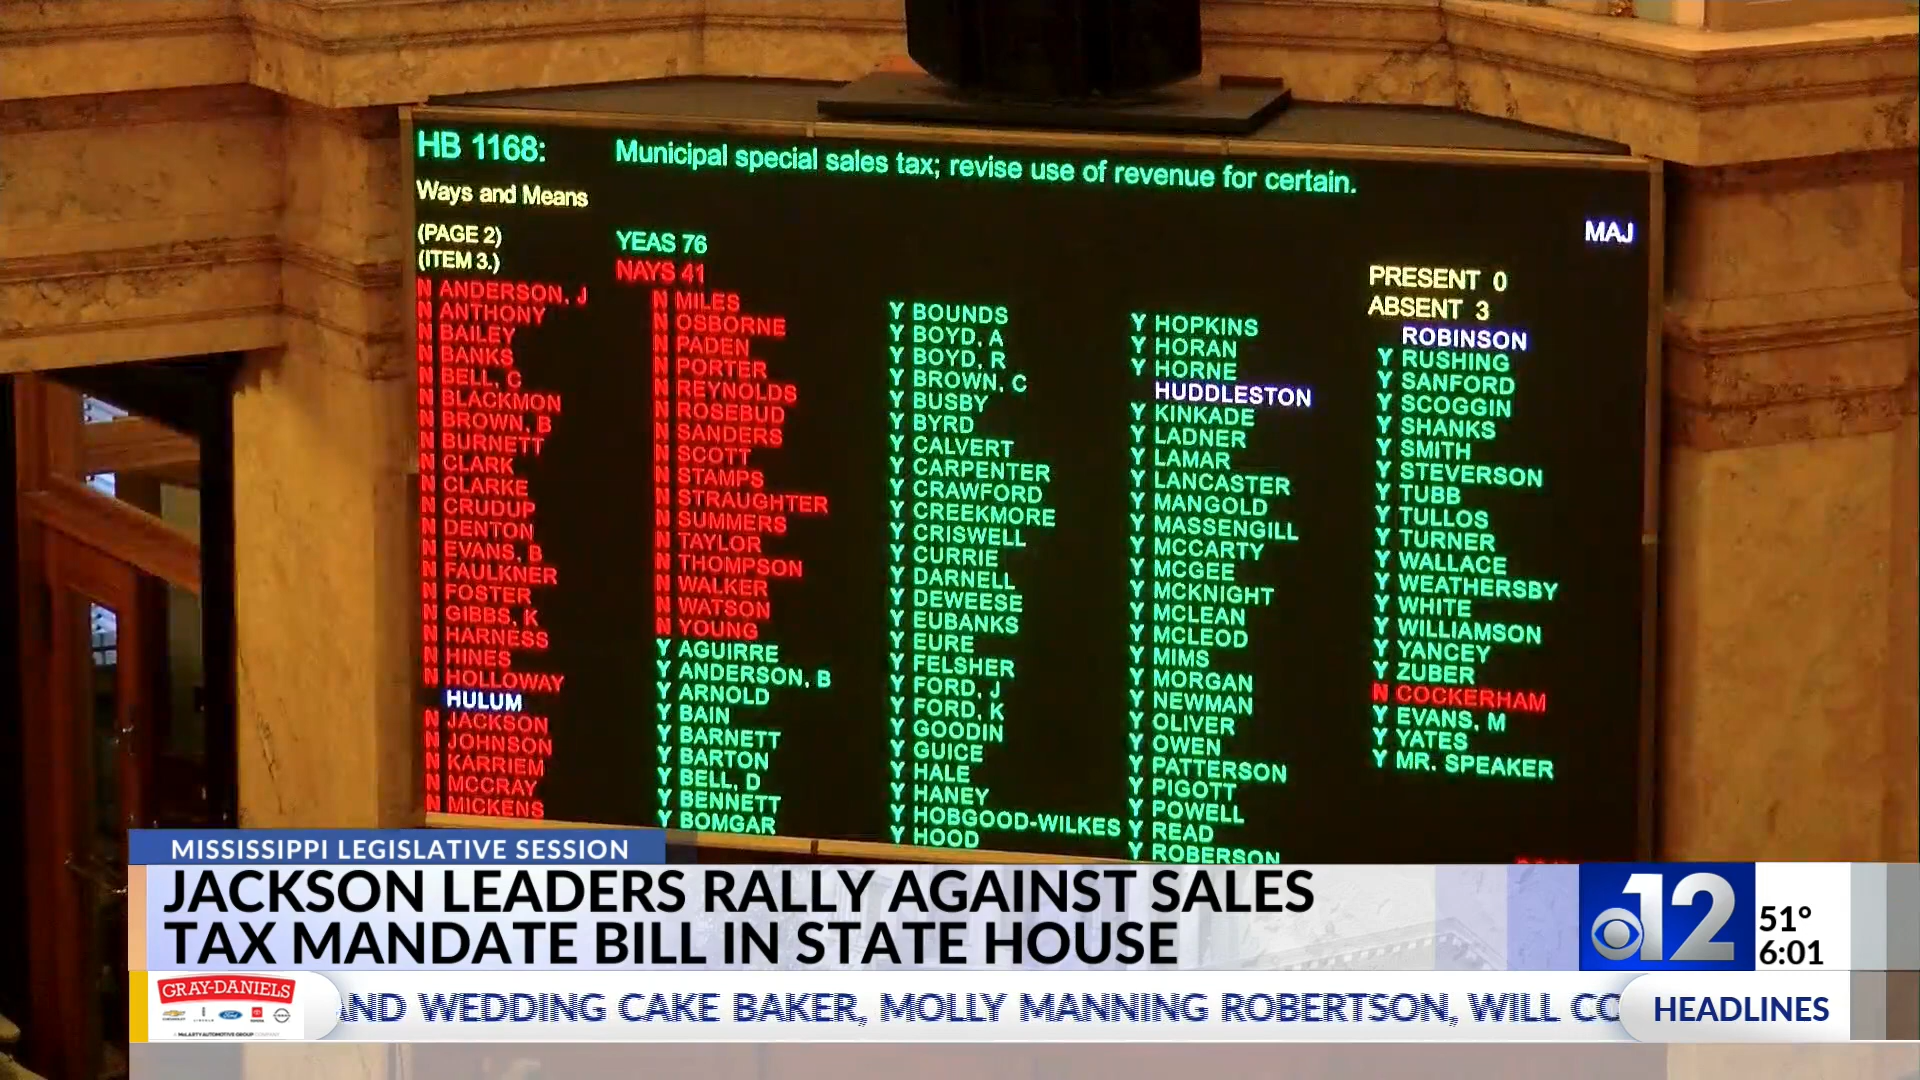 HB 1168: Municipal special sales tax; revise use of revenue for certain.
Ways and Means
MAJ
(PAGE 2)
(ITEM 3.)
YEAS 76
NAYS 41
PRESENT 0
ABSENT 3
N ANDERSON, J
N ANTHONY
N BAILEY
N BANKS
N BELL, C
N BLACKMON
N BROWN, B
N BURNETT
N CLARK
N CLARKE
N CRUDUP
N DENTON
N EVANS, B
N FAULKNER
N FOSTER
N GIBBS, K
N HARNESS
N HINES
N HOLLOWAY
HULUM
N JACKSON
N JOHNSON
N KARRIEM
N MCCRAY
N MICKENS
N MILES
N OSBORNE
N PADEN
N PORTER
N REYNOLDS
N ROSEBUD
N SANDERS
N SCOTT
N STAMPS
N STRAUGHTER
N SUMMERS
N TAYLOR
N THOMPSON
N WALKER
N WATSON
N YOUNG
Y AGUIRRE
Y ANDERSON, B
Y ARNOLD
Y BAIN
Y BARNETT
Y BARTON
Y BELL, D
Y BENNETT
Y BOMGAR
Y BOUNDS
Y BOYD, A
Y BOYD, R
Y BROWN, C
Y BUSBY
Y BYRD
Y CALVERT
Y CARPENTER
Y CRAWFORD
Y CREEKMORE
Y CRISWELL
Y CURRIE
Y DARNELL
Y DEWEESE
Y EUBANKS
Y EURE
Y FELSHER
Y FORD, J
Y FORD, K
Y GOODIN
Y GUICE
Y HALE
Y HANEY
Y HOBGOOD-WILKES
Y HOOD
Y HOPKINS
Y HORAN
Y HORNE
HUDDLESTON
Y KINKADE
Y LADNER
Y LAMAR
Y LANCASTER
Y MANGOLD
Y MASSENGILL
Y MCCARTY
Y MCGEE
Y MCKNIGHT
Y MCLEAN
Y MCLEOD
Y MIMS
Y MORGAN
Y NEWMAN
Y OLIVER
Y OWEN
Y PATTERSON
Y PIGOTT
Y POWELL
Y READ
Y ROBERSON
ROBINSON
Y RUSHING
Y SANFORD
Y SCOGGIN
Y SHANKS
Y SMITH
Y STEVERSON
Y TUBB
Y TULLOS
Y TURNER
Y WALLACE
Y WEATHERSBY
Y WHITE
Y WILLIAMSON
Y YANCEY
Y ZUBER
N COCKERHAM
Y EVANS, M
Y YATES
Y MR. SPEAKER
MISSISSIPPI LEGISLATIVE SESSION
JACKSON LEADERS RALLY AGAINST SALES
TAX MANDATE BILL IN STATE HOUSE
12
51°
6:01
GRAY-DANIELS
AND WEDDING CAKE BAKER, MOLLY MANNING ROBERTSON, WILL CO
HEADLINES